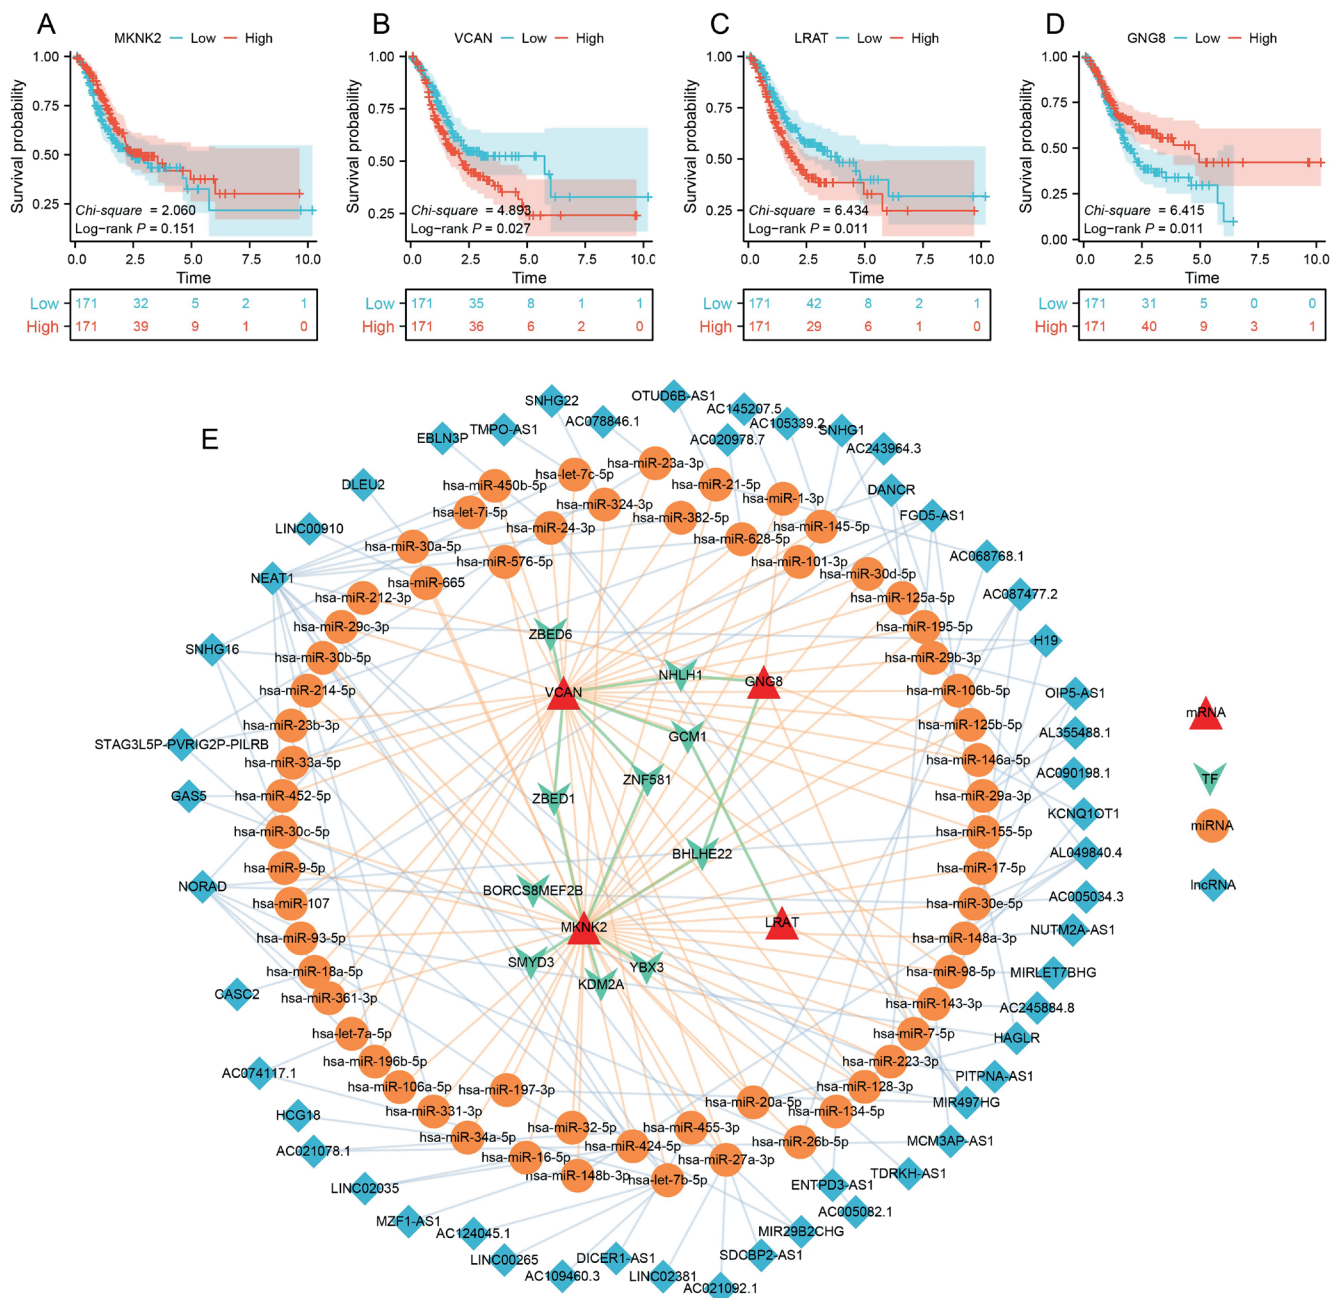 A
MKNK2 Low High
Survival probability
1.00
0.75
0.50
0.25
Chi-square = 2.060
Log-rank P = 0.151
0.0 2.5 5.0 7.5 10.0
Time
Low 171 32 5 2 1
High 171 39 9 1 0
B
VCAN Low High
Survival probability
1.00
0.75
0.50
0.25
Chi-square = 4.893
Log-rank P = 0.027
0.0 2.5 5.0 7.5 10.0
Time
Low 171 35 8 1 1
High 171 36 6 2 0
C
LRAT Low High
Survival probability
1.00
0.75
0.50
0.25
Chi-square = 6.434
Log-rank P = 0.011
0.0 2.5 5.0 7.5 10.0
Time
Low 171 42 8 2 1
High 171 29 6 1 0
D
GNG8 Low High
Survival probability
1.00
0.75
0.50
0.25
0.00
Chi-square = 6.415
Log-rank P = 0.011
0.0 2.5 5.0 7.5 10.0
Time
Low 171 31 5 0 0
High 171 40 9 3 1
E
SNHG22
OTUD6B-AS1
AC145207.5
AC078846.1
AC105339.2
TMPO-AS1
SNHG1
EBLN3P
AC020978.7
AC243964.3
hsa-miR-23a-3p
hsa-let-7c-5p
DLEU2
hsa-miR-450b-5p
hsa-miR-21-5p
DANCR
hsa-miR-1-3p
hsa-miR-324-3p
hsa-let-7i-5p
hsa-miR-382-5p
FGD5-AS1
LINC00910
hsa-miR-24-3p
hsa-miR-145-5p
hsa-miR-628-5p
hsa-miR-30a-5p
AC068768.1
hsa-miR-576-5p
hsa-miR-101-3p
NEAT1
hsa-miR-665
hsa-miR-30d-5p
AC087477.2
hsa-miR-212-3p
hsa-miR-125a-5p
hsa-miR-29c-3p
hsa-miR-195-5p
ZBED6
H19
SNHG16
hsa-miR-30b-5p
hsa-miR-29b-3p
NHLH1
GNG8
hsa-miR-214-5p
VCAN
hsa-miR-106b-5p
OIP5-AS1
mRNA
hsa-miR-23b-3p
hsa-miR-125b-5p
AL355488.1
GCM1
STAG3L5P-PVRIG2P-PILRB
hsa-miR-33a-5p
hsa-miR-146a-5p
AC090198.1
ZNF581
TF
GAS5
hsa-miR-452-5p
ZBED1
hsa-miR-29a-3p
KCNQ1OT1
miRNA
hsa-miR-30c-5p
hsa-miR-155-5p
BHLHE22
AL049840.4
hsa-miR-9-5p
hsa-miR-17-5p
NORAD
BORCS8MEF2B
lncRNA
AC005034.3
hsa-miR-107
hsa-miR-30e-5p
LRAT
MKNK2
NUTM2A-AS1
hsa-miR-93-5p
hsa-miR-148a-3p
SMYD3
YBX3
hsa-miR-18a-5p
hsa-miR-98-5p
MIRLET7BHG
KDM2A
CASC2
hsa-miR-361-3p
hsa-miR-143-3p
AC245884.8
hsa-let-7a-5p
hsa-miR-7-5p
HAGLR
hsa-miR-196b-5p
hsa-miR-223-3p
AC074117.1
PITPNA-AS1
hsa-miR-106a-5p
hsa-miR-197-3p
hsa-miR-128-3p
hsa-miR-20a-5p
MIR497HG
hsa-miR-331-3p
hsa-miR-134-5p
HCG18
hsa-miR-32-5p
hsa-miR-455-3p
hsa-miR-34a-5p
hsa-miR-26b-5p
MCM3AP-AS1
AC021078.1
hsa-miR-424-5p
hsa-miR-16-5p
hsa-miR-27a-3p
TDRKH-AS1
hsa-miR-148b-3p
hsa-let-7b-5p
LINC02035
ENTPD3-AS1
AC005082.1
MZF1-AS1
AC124045.1
MIR29B2CHG
SDCBP2-AS1
LINC00265
DICER1-AS1
AC109460.3
LINC02381
AC021092.1